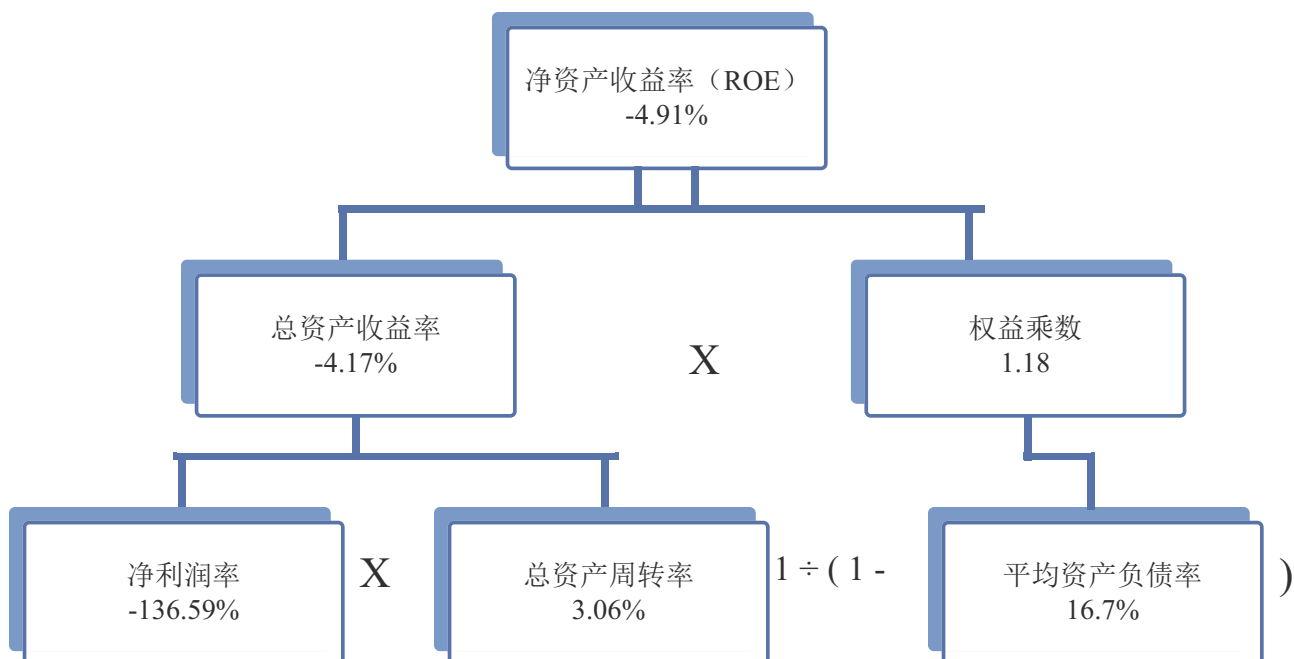 净资产收益率（ROE）
-4.91%
总资产收益率
-4.17%
X
权益乘数
1.18
净利润率
-136.59%
X
总资产周转率
3.06%
1 ÷ ( 1 -
平均资产负债率
16.7%
)